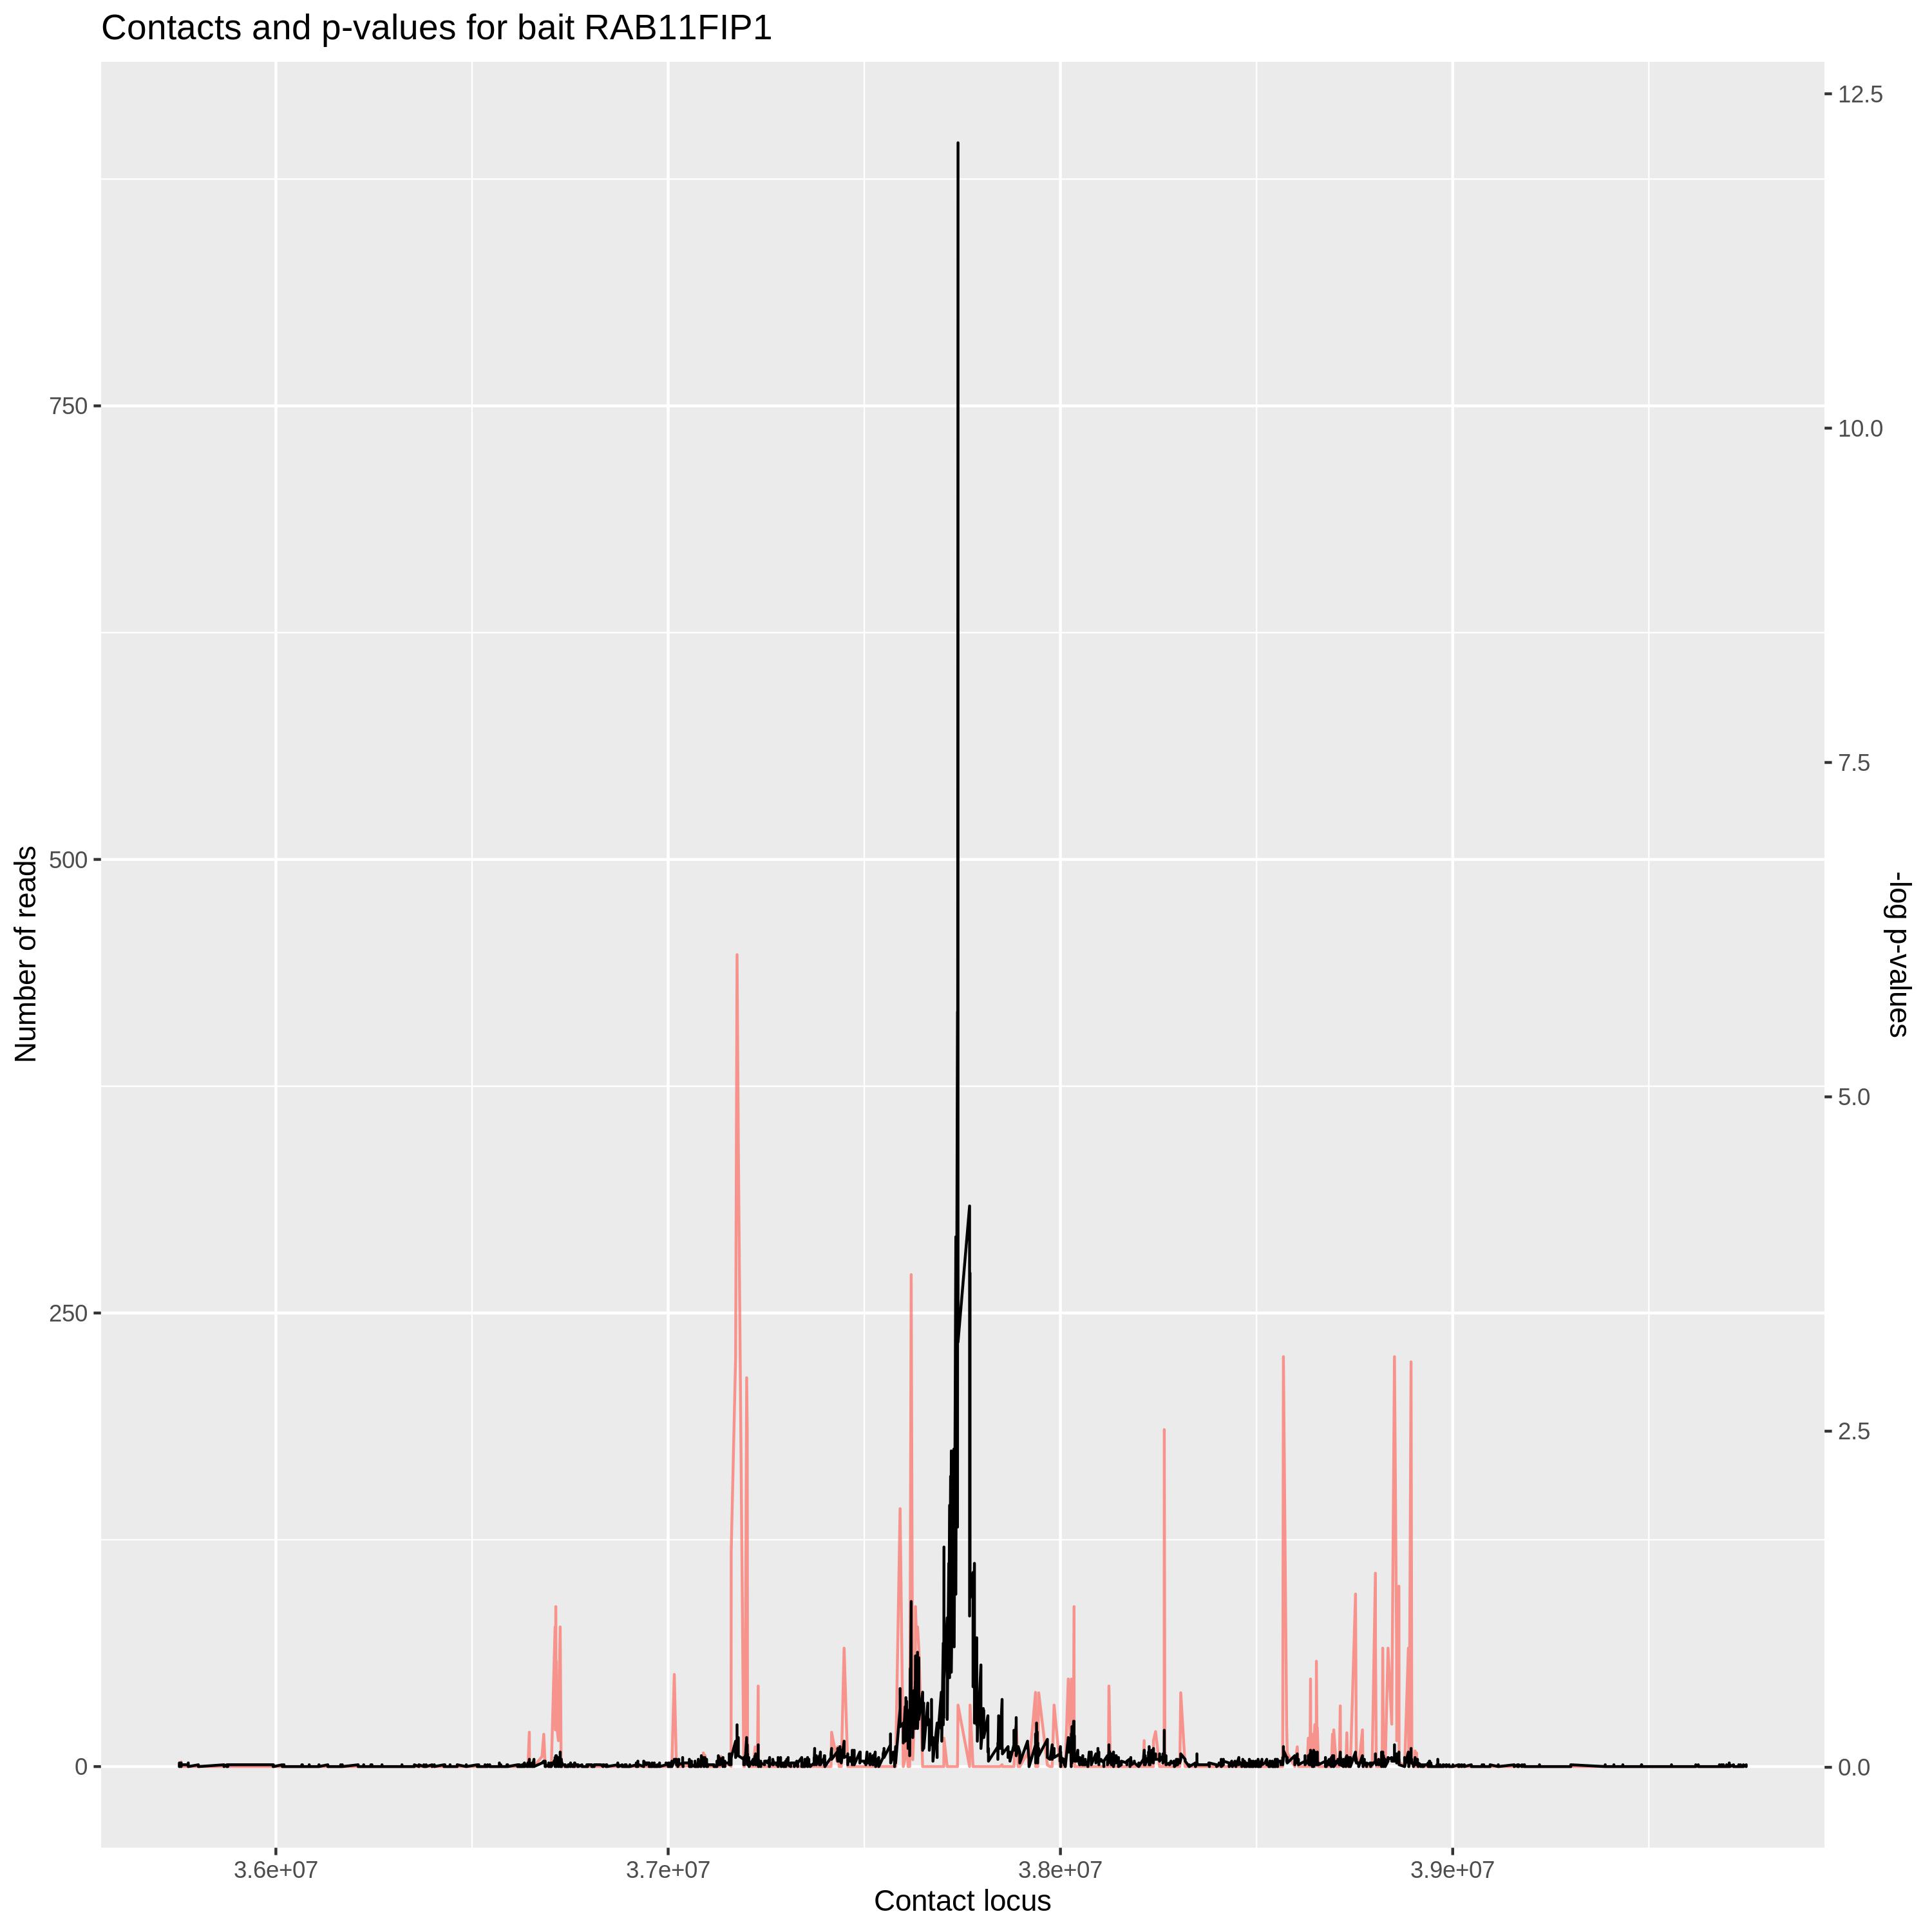 Contacts and p-values for bait RAB11FIP1
Number of reads
750
500
250
0
12.5
10.0
7.5
5.0
2.5
0.0
-log p-values
3.6e+07
3.7e+07
3.8e+07
3.9e+07
Contact locus